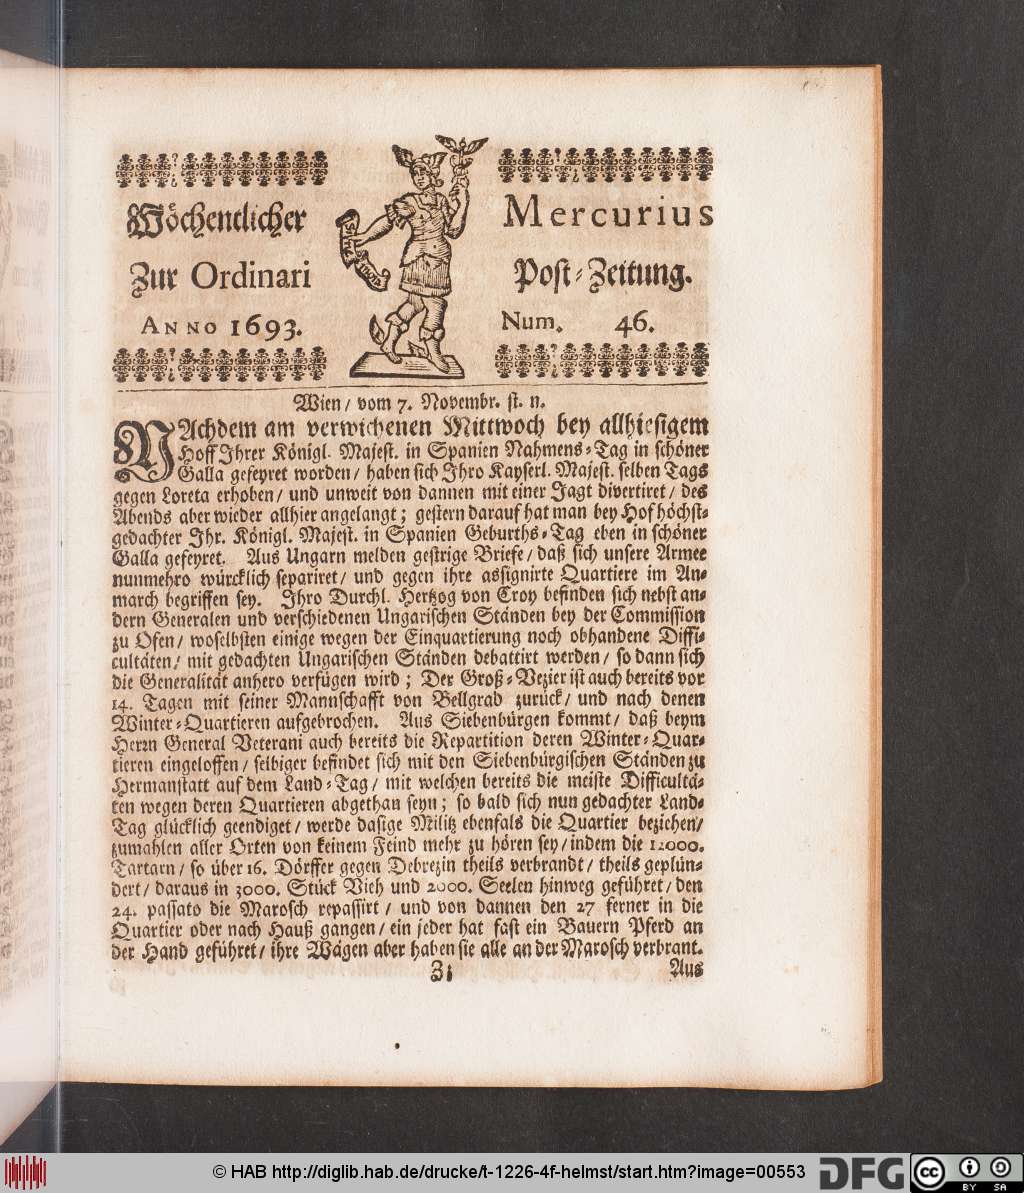 Wöchentlicher Mercurius
Zur Ordinari Post-Zeitung.
ANNO 1693. Num. 46.
Wien/ vom 7. Novembr. st. n.
NAchdem am verwichenen Mittwoch bey allhiesigem
Hoff Ihrer Königl. Majest. in Spanien Nahmens-Tag in schöner
Galla gefeyret worden/ haben sich Ihro Kayserl. Majest. selben Tags
gegen Loreta erhoben/ und unweit von dannen mit einer Jagt divertiret/ des
Abends aber wieder allhier angelangt; gestern darauf hat man bey Hof höchst-
gedachter Ihr. Königl. Majest. in Spanien Geburths-Tag eben in schöner
Galla gefeyret. Aus Ungarn melden gestrige Briefe/ daß sich unsere Armee
nunmehro würcklich separiret/ und gegen ihre assignirte Quartiere im An-
march begriffen sey. Ihro Durchl. Hertzog von Croy befinden sich nebst an-
dern Generalen und verschiedenen Ungarischen Ständen bey der Commission
zu Ofen/ woselbsten einige wegen der Einquartierung noch obhandene Diffi-
cultäten/ mit gedachten Ungarischen Ständen debattirt werden/ so dann sich
die Generalität anhero verfügen wird; Der Groß-Vezier ist auch bereits vor
14. Tagen mit seiner Mannschafft von Bellgrad zurück/ und nach denen
Winter-Quartieren aufgebrochen. Aus Siebenbürgen kommt/ daß beym
Herrn General Veterani auch bereits die Repartition deren Winter-Quar-
tieren eingeloffen/ selbiger befindet sich mit den Siebenbürgischen Ständen zu
Hermanstatt auf dem Land-Tag/ mit welchen bereits die meiste Difficultä-
ten wegen deren Quartieren abgethan seyn; so bald sich nun gedachter Land-
Tag glücklich geendiget/ werde dasige Militz ebenfals die Quartier beziehen/
zumahlen aller Orten von keinem Feind mehr zu hören sey/ indem die 12000.
Tartarn/ so über 16. Dörffer gegen Debrezin theils verbrandt/ theils geplün-
dert/ daraus in 3000. Stück Vieh und 2000. Seelen hinweg geführet/ den
24. passato die Marosch repassirt/ und von dannen den 27 ferner in die
Quartier oder nach Hauß gangen/ ein jeder hat fast ein Bauern Pferd an
der Hand geführet/ ihre Wägen aber haben sie alle an der Marosch verbrant.
Aus
© HAB http://diglib.hab.de/drucke/t-1226-4f-helmst/start.htm?image=00553
DFG cc BY SA